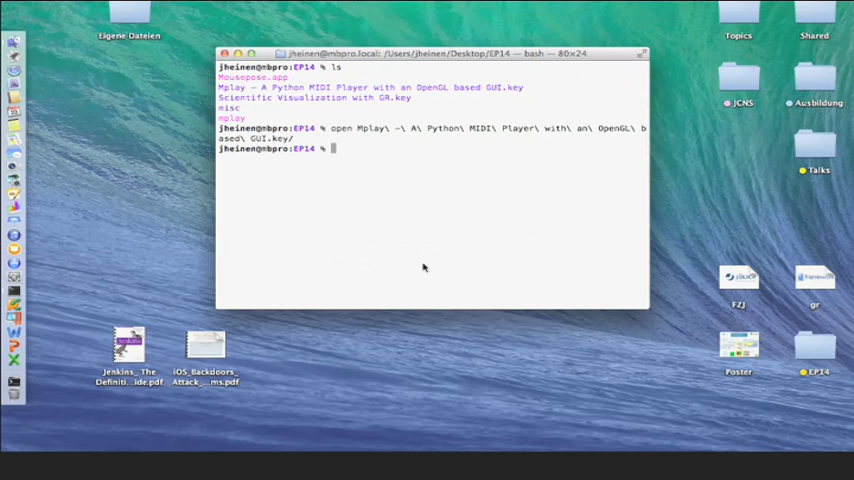 Eigene Dateien
Topics
Shared
jheinen@mbpro.local: /Users/jheinen/Desktop/EP14 — bash — 80×24
jheinen@mbpro:EP14 % ls
Mousepose.app
Mplay - A Python MIDI Player with an OpenGL based GUI.key
Scientific Visualization with GR.key
misc
mplay
jheinen@mbpro:EP14 % open Mplay\ -\ A\ Python\ MIDI\ Player\ with\ an\ OpenGL\ b
ased\ GUI.key/
jheinen@mbpro:EP14 %
JCNS
Ausbildung
Talks
JÜLICH
FZJ
gr
Jenkins
Jenkins_ The
Definiti...ide.pdf
iOS_Backdoors_
Attack_...ms.pdf
Poster
EP14